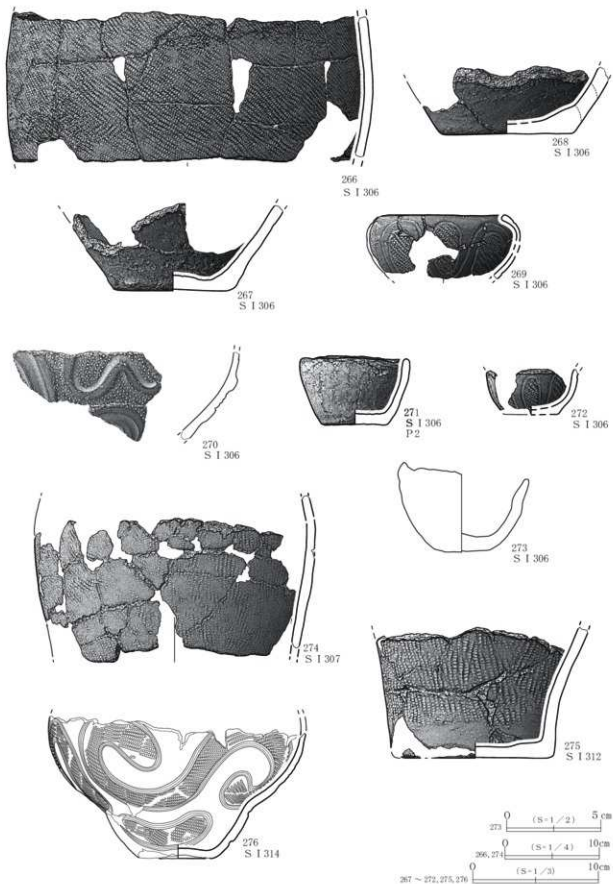 266
S I 306
268
S I 306
267
S I 306
269
S I 306
270
S I 306
271
S I 306
P 2
272
S I 306
273
S I 306
274
S I 307
275
S I 312
276
S I 314
0 (S=1/2) 5cm
273
0 (S=1/4) 10cm
266,274
0 (S=1/3) 10cm
267～272,275,276